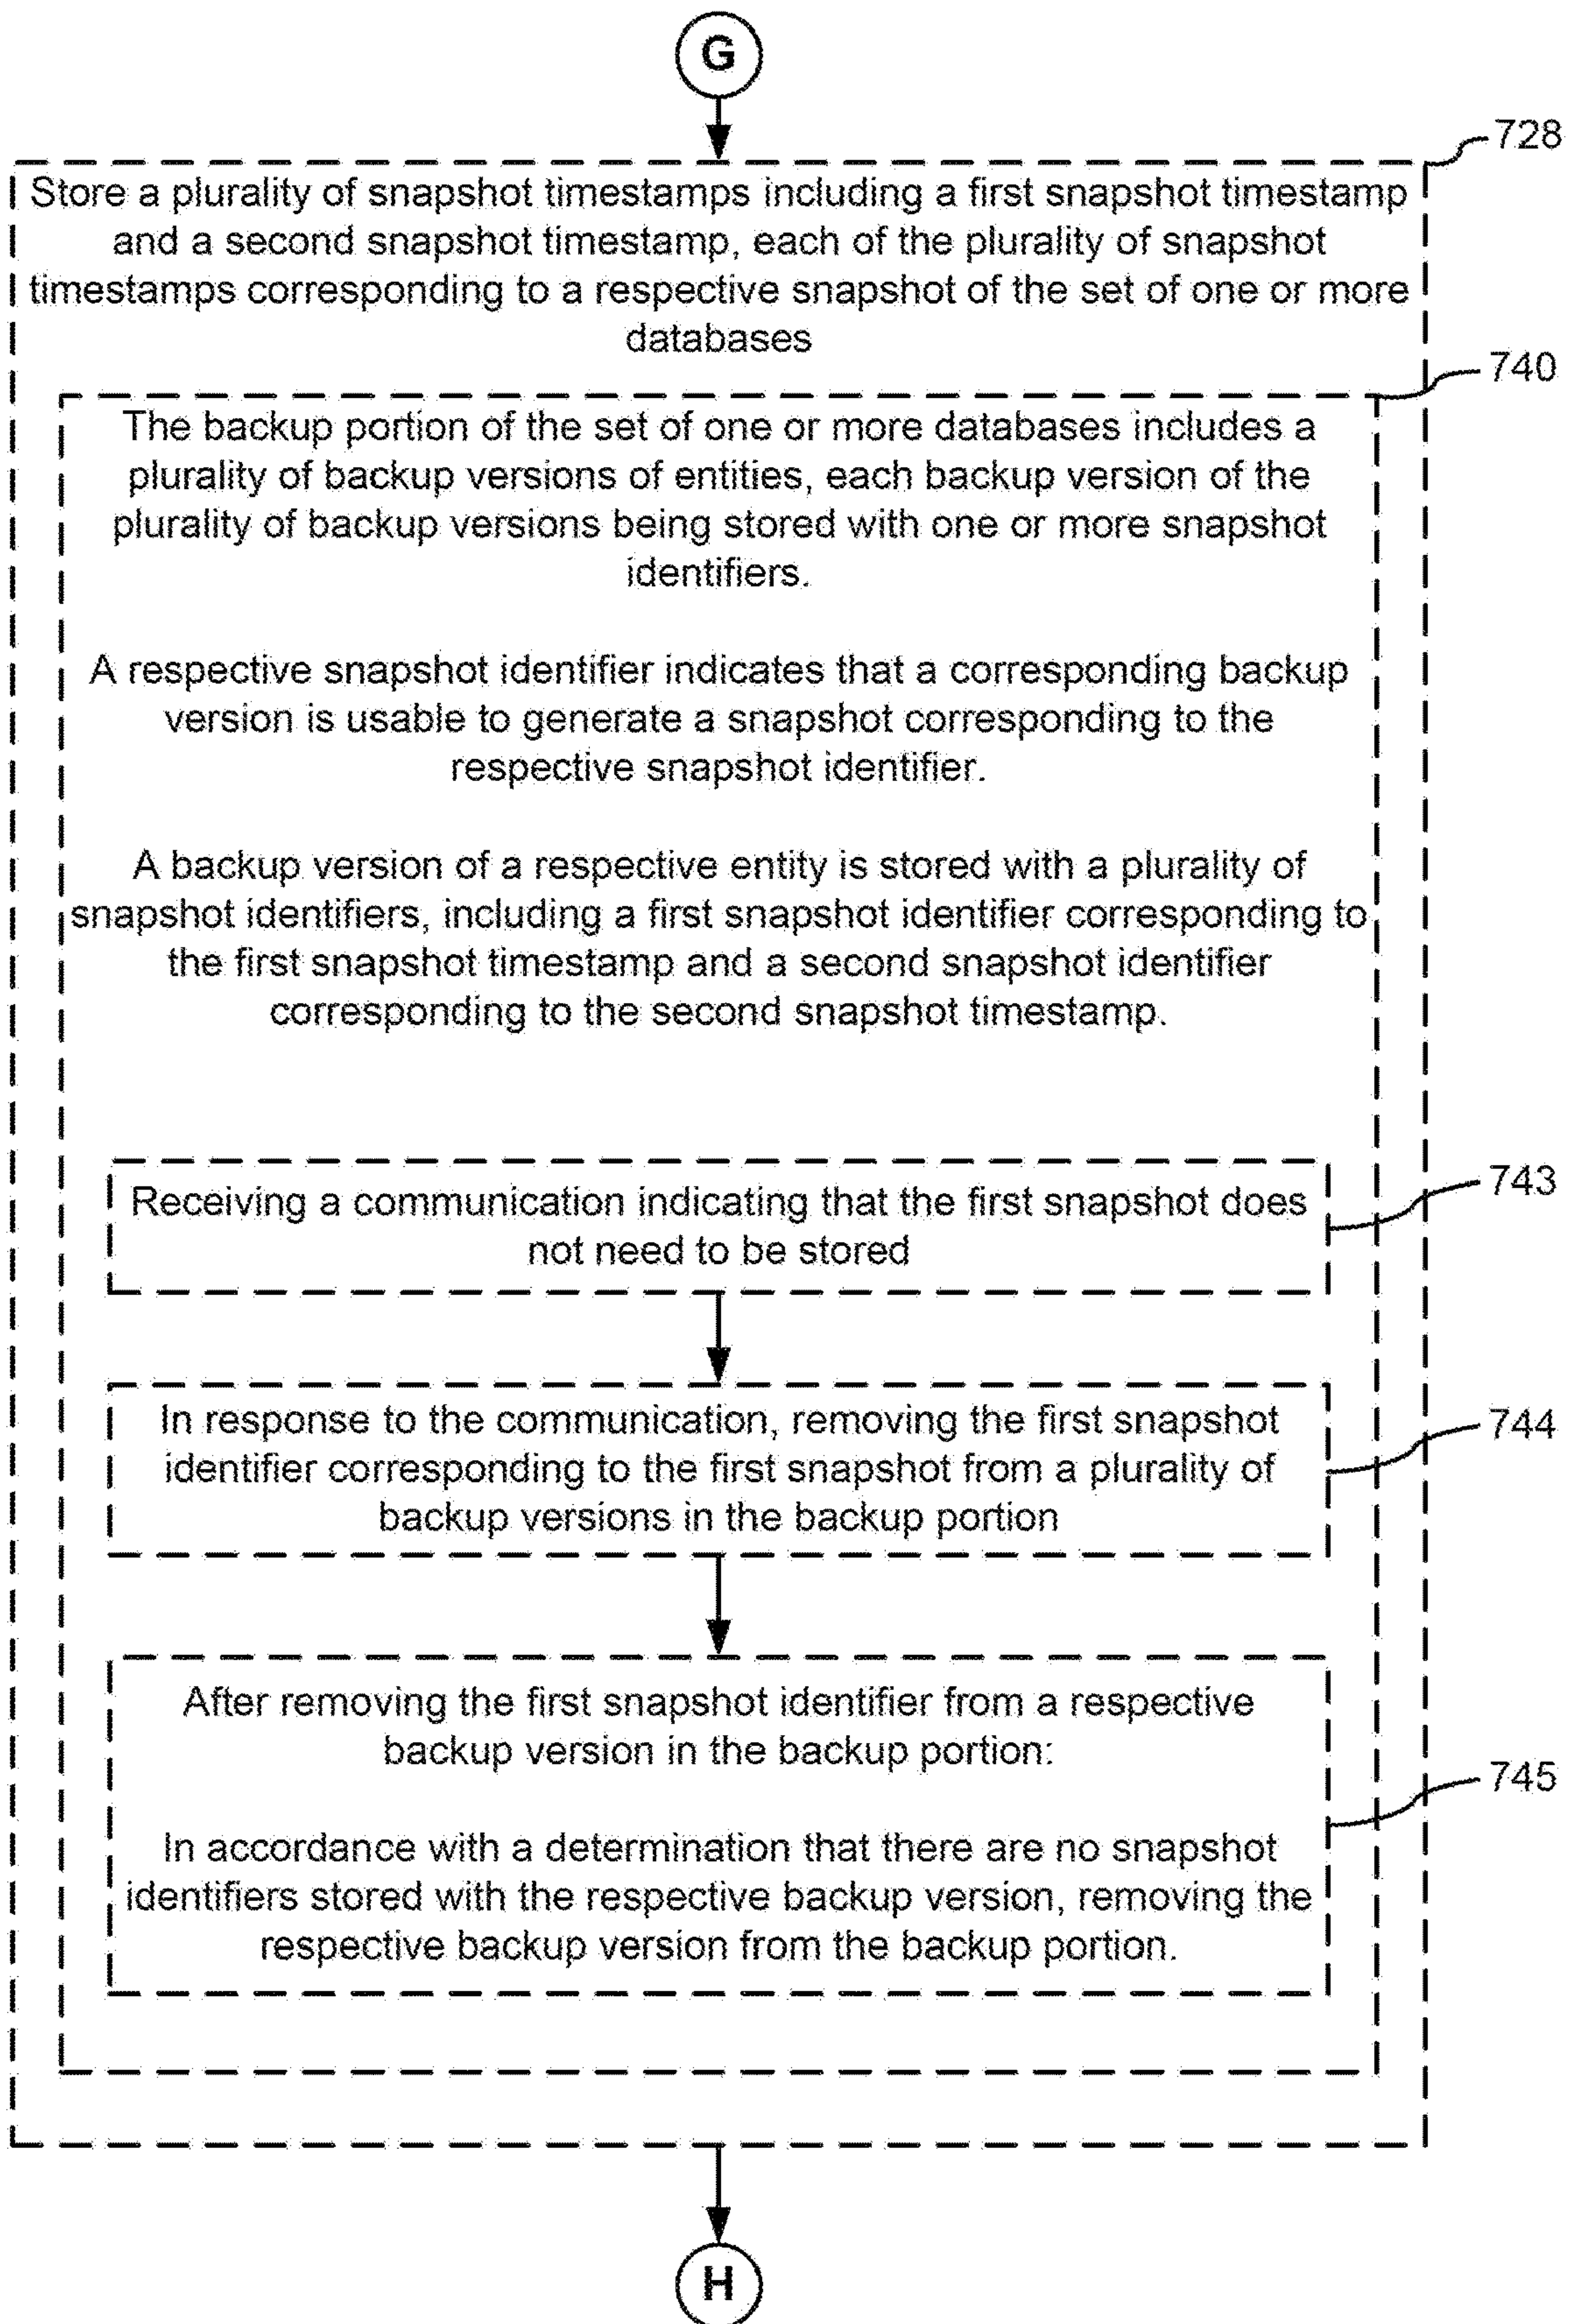 G
728
Store a plurality of snapshot timestamps including a first snapshot timestamp
and a second snapshot timestamp, each of the plurality of snapshot
timestamps corresponding to a respective snapshot of the set of one or more
databases
740
The backup portion of the set of one or more databases includes a
plurality of backup versions of entities, each backup version of the
plurality of backup versions being stored with one or more snapshot
identifiers.
A respective snapshot identifier indicates that a corresponding backup
version is usable to generate a snapshot corresponding to the
respective snapshot identifier.
A backup version of a respective entity is stored with a plurality of
snapshot identifiers, including a first snapshot identifier corresponding to
the first snapshot timestamp and a second snapshot identifier
corresponding to the second snapshot timestamp.
743
Receiving a communication indicating that the first snapshot does
not need to be stored
744
In response to the communication, removing the first snapshot
identifier corresponding to the first snapshot from a plurality of
backup versions in the backup portion
745
After removing the first snapshot identifier from a respective
backup version in the backup portion:
In accordance with a determination that there are no snapshot
identifiers stored with the respective backup version, removing the
respective backup version from the backup portion.
H